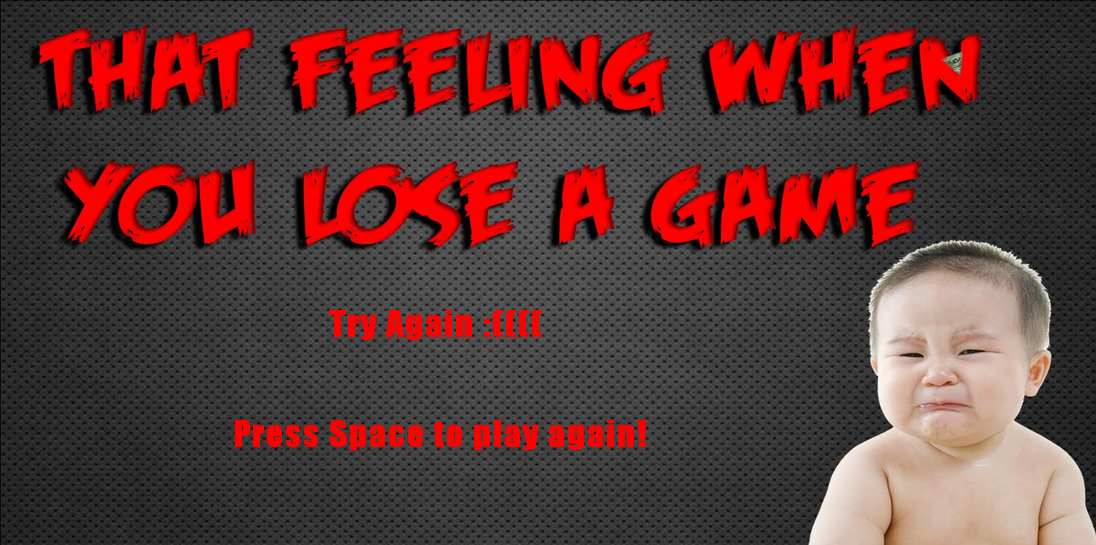 THAT FEELING WHEN
YOU LOSE A GAME
Try Again :((((
Press Space to play again!